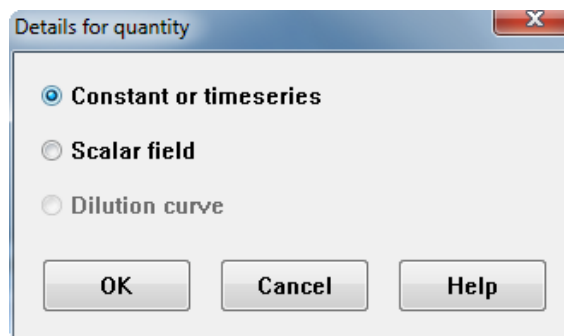 Details for quantity
Constant or timeseries
Scalar field
Dilution curve
OK Cancel Help